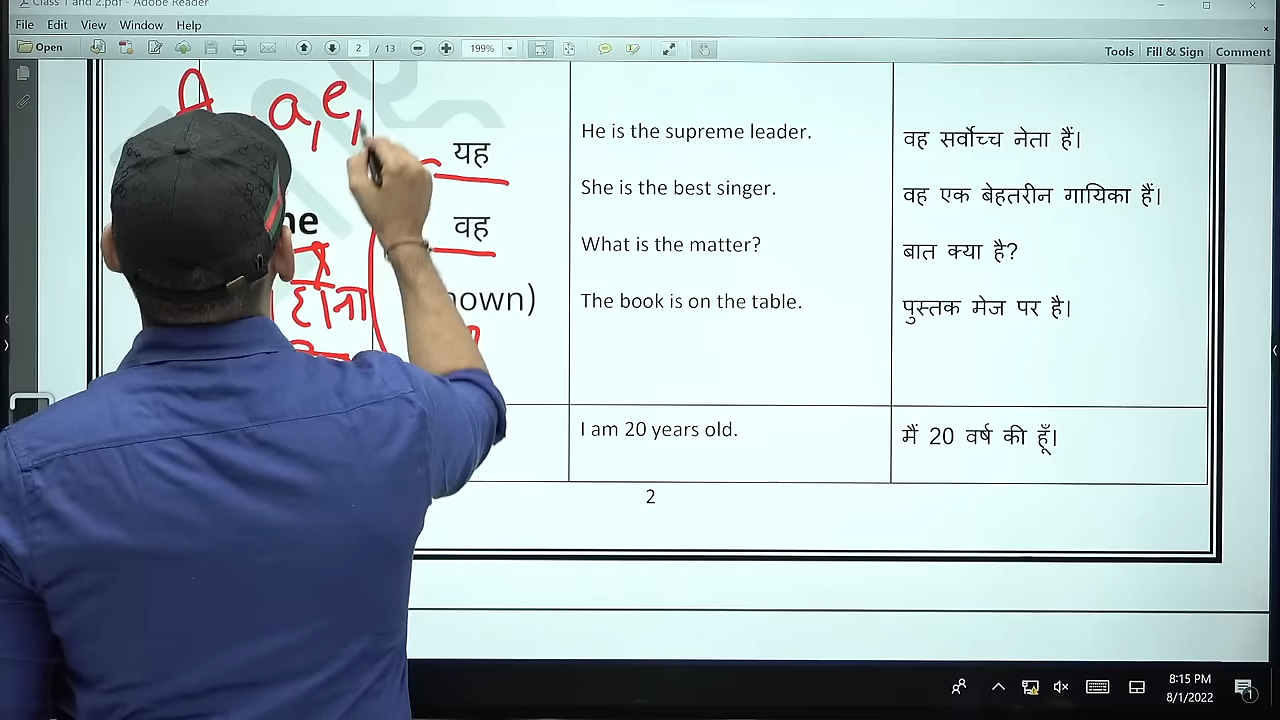 Class 1 and 2.pdf - Adobe Reader
File Edit View Window Help
Open 2 / 13 199% Tools Fill & Sign Comment
A a, e,
यह He is the supreme leader. वह सर्वोच्च नेता हैं।
She is the best singer. वह एक बेहतरीन गायिका हैं।
वह What is the matter? बात क्या है?
होना The book is on the table. पुस्तक मेज पर है।
I am 20 years old. मैं 20 वर्ष की हूँ।
2
8:15 PM
8/1/2022
1